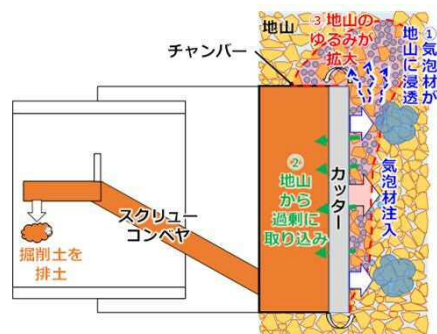 地山
チャンバー
③地山の
ゆるみが
拡大
①気泡材が
地山に浸透
②
地山
から
過剰に
取り込み
カッター
気泡材注入
スクリュー
コンベヤ
掘削土を
排土